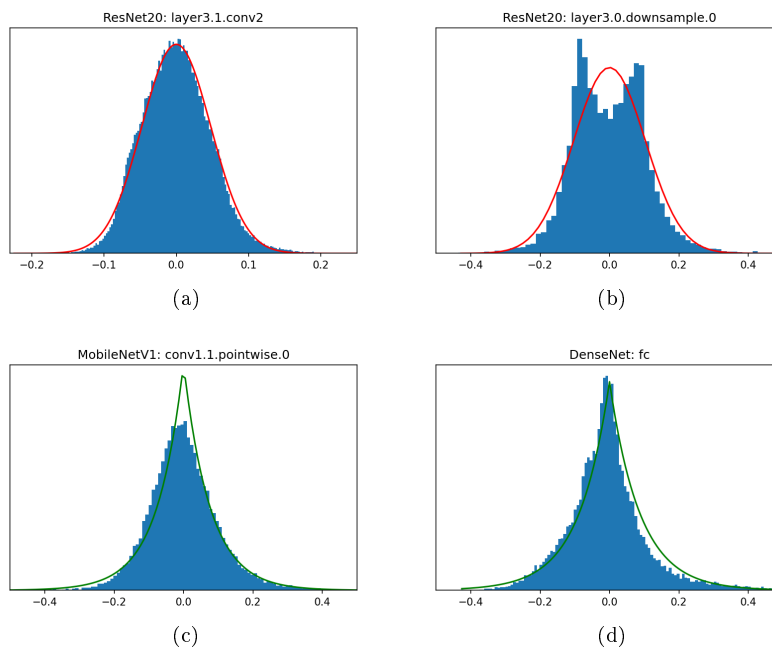 ResNet20: layer3.1.conv2
ResNet20: layer3.0.downsample.0
−0.2 −0.1 0.0 0.1 0.2
−0.4 −0.2 0.0 0.2 0.4
(a)
(b)
MobileNetV1: conv1.1.pointwise.0
DenseNet: fc
−0.4 −0.2 0.0 0.2 0.4
−0.4 −0.2 0.0 0.2 0.4
(c)
(d)